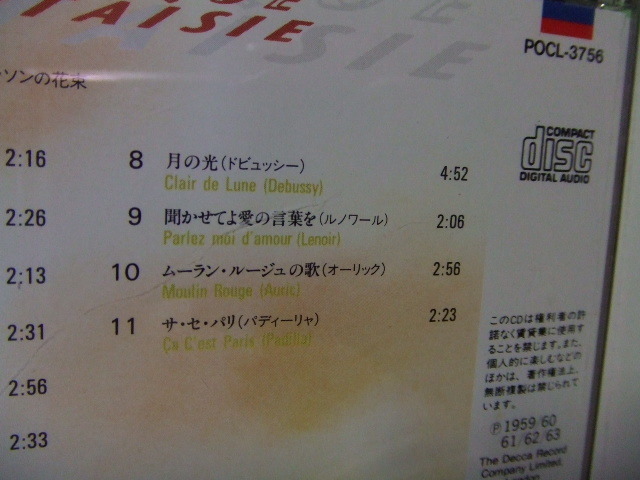 TAISIE
TAISIE
POCL-3756
ソンの花束
COMPACT
disc
DIGITAL AUDIO
2:16
8 月の光(ドビュッシー) 4:52
Clair de Lune (Debussy)
2:26
9 聞かせてよ愛の言葉を(ルノワール) 2:06
Parlez moi d'amour (Lenoir)
2:13
10 ムーラン・ルージュの歌(オーリック) 2:56
Moulin Rouge (Auric)
2:31
11 サ・セ・パリ(パディーリャ) 2:23
Ça C'est Paris (Padilla)
2:56
2:33
このCDは権利者の許
諾なく賃貸業に使用す
ることを禁じます。また、
個人的に楽しむなどの
ほかは、著作権法上、
無断複製は禁じられて
います。
℗ 1959/60
61/62/63
The Decca Record
Company Limited,